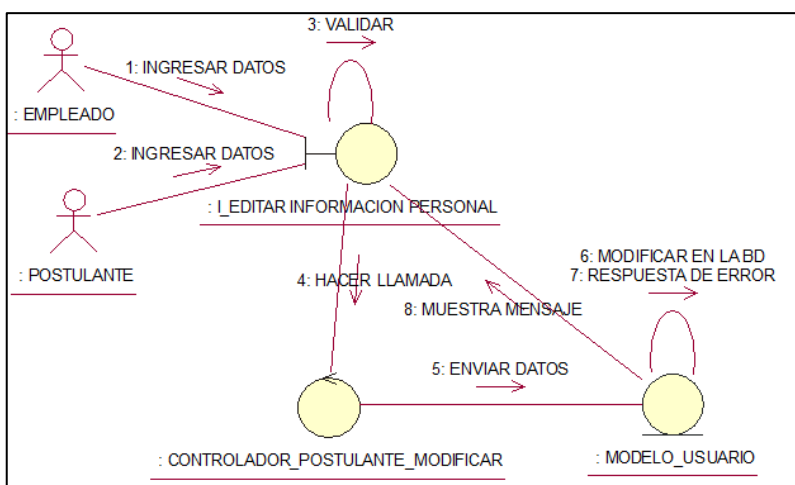 3: VALIDAR
1: INGRESAR DATOS
: EMPLEADO
2: INGRESAR DATOS
: I_EDITAR INFORMACION PERSONAL
: POSTULANTE
6: MODIFICAR EN LA BD
7: RESPUESTA DE ERROR
4: HACER LLAMADA
8: MUESTRA MENSAJE
5: ENVIAR DATOS
: CONTROLADOR_POSTULANTE_MODIFICAR
: MODELO_USUARIO